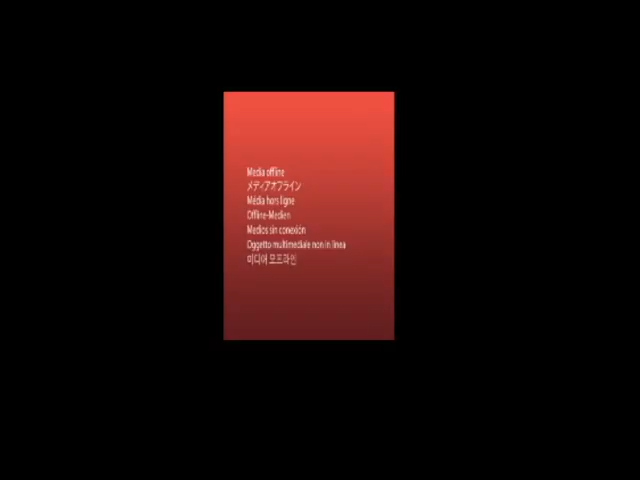 Media offline
メディアオフライン
Média hors ligne
Offline-Medien
Medios sin conexión
Oggetto multimediale non in linea
미디어 오프라인